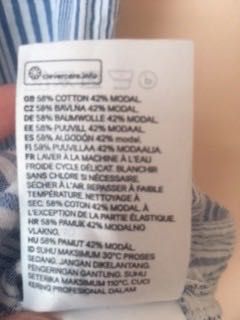 clevercare.info
GB 58% COTTON 42% MODAL.
CZ 58% BAVLNA 42% MODAL.
DE 58% BAUMWOLLE 42% MODAL.
EE 58% PUUVILL 42% MODAAL.
ES 58% ALGODÓN 42% modal.
FI 58% PUUVILLAA 42% MODAALIA.
FR LAVER À LA MACHINE À L'EAU
FROIDE CYCLE DÉLICAT. BLANCHIR
SANS CHLORE SI NÉCESSAIRE.
SÉCHER À L'AIR. REPASSER À FAIBLE
TEMPÉRATURE. NETTOYAGE À
SEC. 58% COTON 42% MODAL. À
L'EXCEPTION DE LA PARTIE ÉLASTIQUE.
HR 58% PAMUK 42% MODALNO
VLAKNO.
HU 58% PAMUT 42% MODÁL.
ID SUHU MAKSIMUM 30°C PROSES
SEDANG. JANGAN DIKELANTANG.
PENGERINGAN GANTUNG. SUHU
SETERIKA MAKSIMUM 110°C. CUCI
KERING PROFESIONAL DALAM